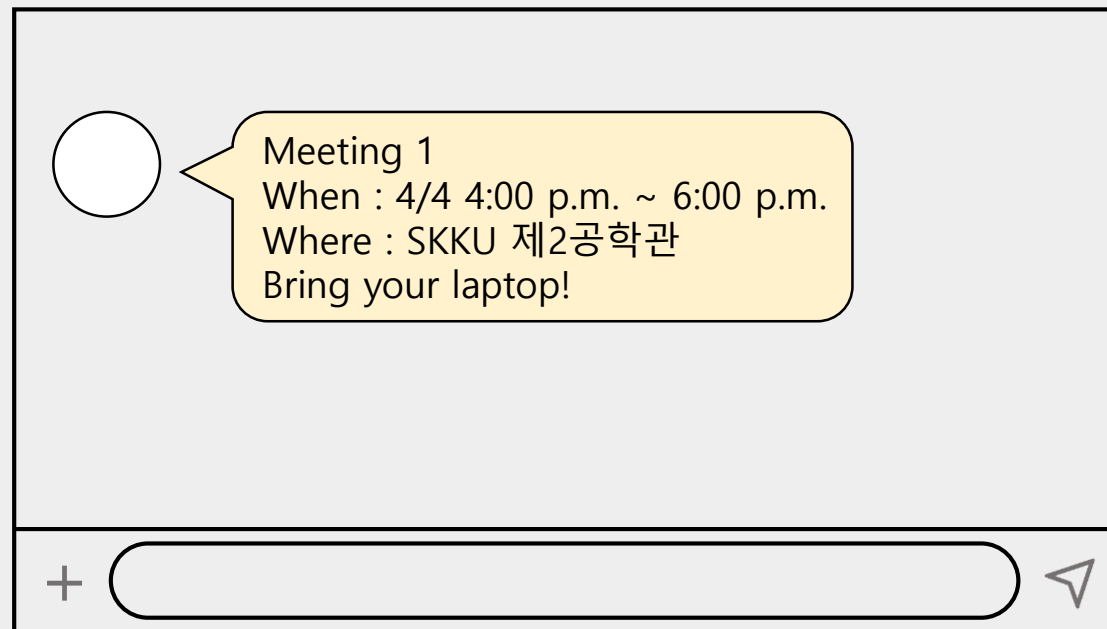 Meeting 1
When : 4/4 4:00 p.m. ~ 6:00 p.m.
Where : SKKU 제2공학관
Bring your laptop!